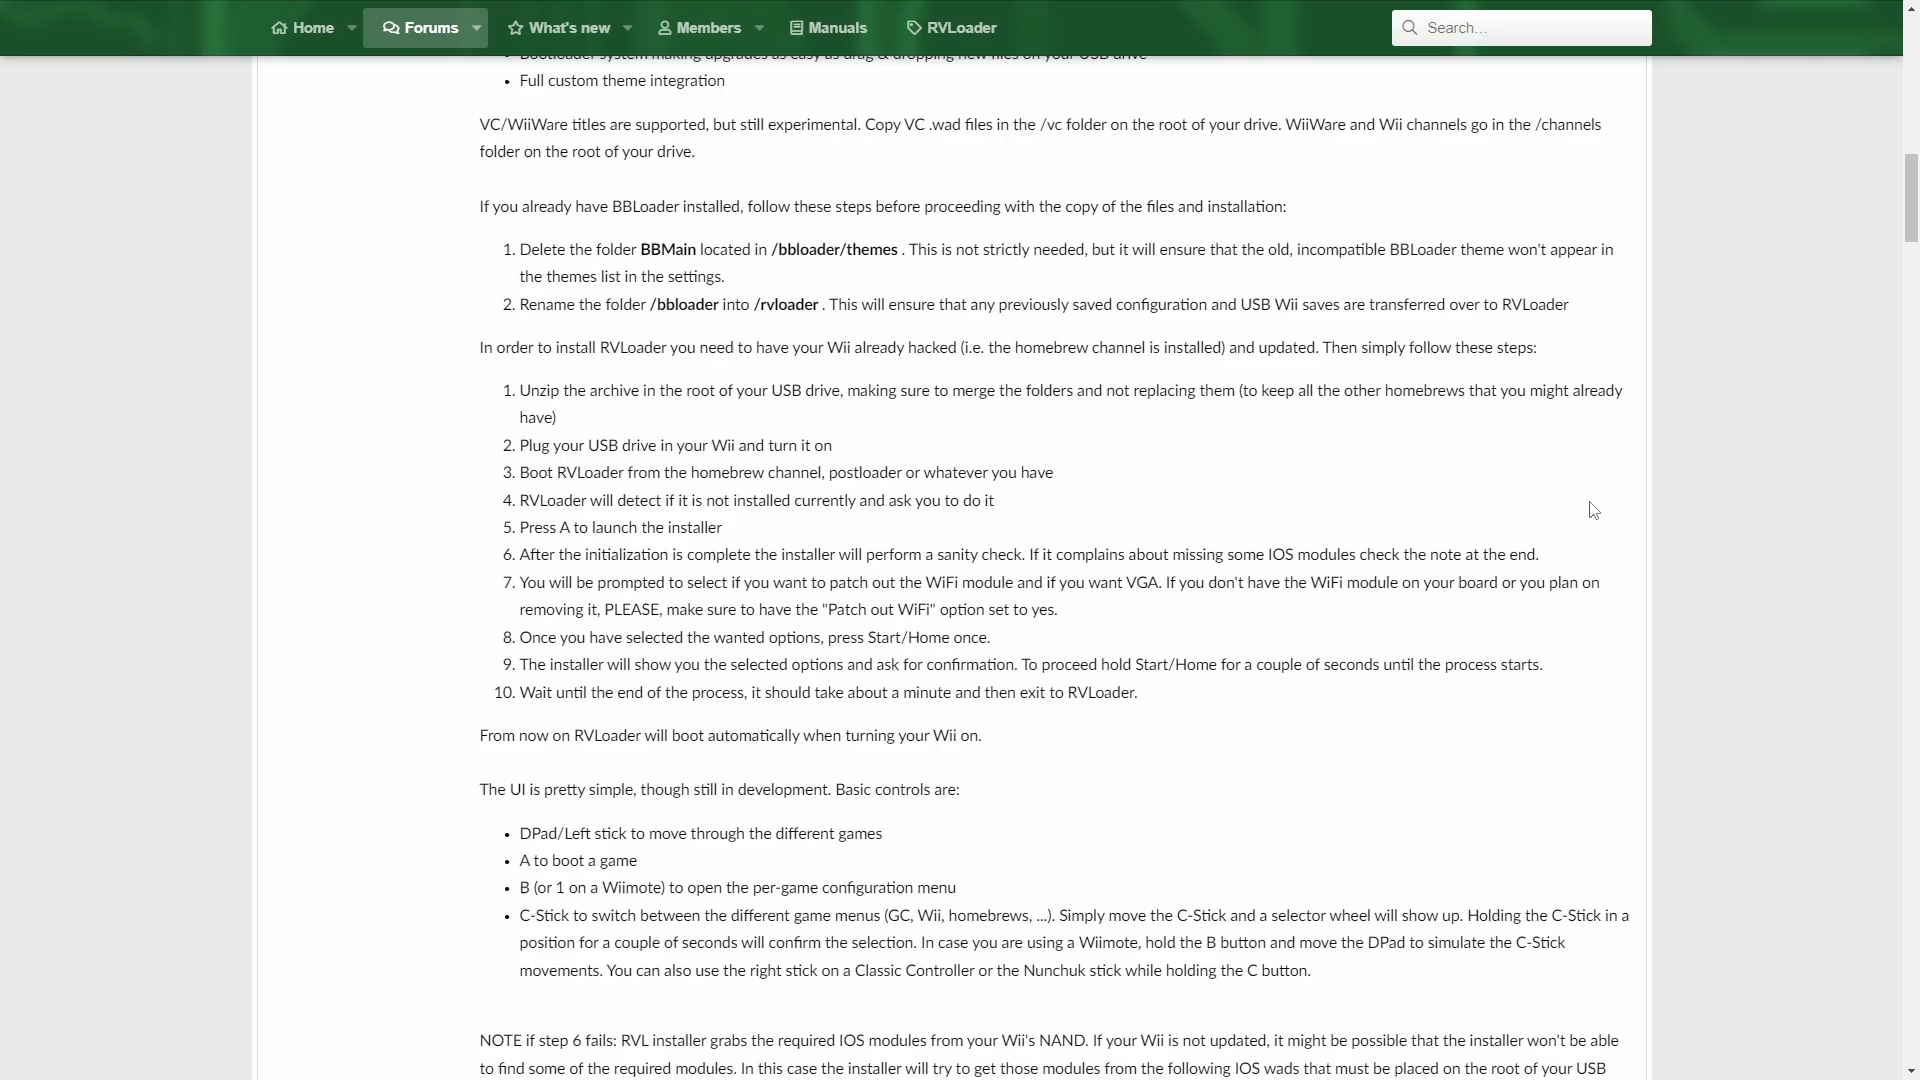 Home
Forums
What's new
Members
Manuals
RVLoader
Search...
• Bootloader system making upgrades as easy as drag & dropping new files on your USB drive
• Full custom theme integration
VC/WiiWare titles are supported, but still experimental. Copy VC .wad files in the /vc folder on the root of your drive. WiiWare and Wii channels go in the /channels
folder on the root of your drive.
If you already have BBLoader installed, follow these steps before proceeding with the copy of the files and installation:
1. Delete the folder BBMain located in /bbloader/themes . This is not strictly needed, but it will ensure that the old, incompatible BBLoader theme won't appear in
the themes list in the settings.
2. Rename the folder /bbloader into /rvloader . This will ensure that any previously saved configuration and USB Wii saves are transferred over to RVLoader
In order to install RVLoader you need to have your Wii already hacked (i.e. the homebrew channel is installed) and updated. Then simply follow these steps:
1. Unzip the archive in the root of your USB drive, making sure to merge the folders and not replacing them (to keep all the other homebrews that you might already
have)
2. Plug your USB drive in your Wii and turn it on
3. Boot RVLoader from the homebrew channel, postloader or whatever you have
4. RVLoader will detect if it is not installed currently and ask you to do it
5. Press A to launch the installer
6. After the initialization is complete the installer will perform a sanity check. If it complains about missing some IOS modules check the note at the end.
7. You will be prompted to select if you want to patch out the WiFi module and if you want VGA. If you don't have the WiFi module on your board or you plan on
removing it, PLEASE, make sure to have the "Patch out WiFi" option set to yes.
8. Once you have selected the wanted options, press Start/Home once.
9. The installer will show you the selected options and ask for confirmation. To proceed hold Start/Home for a couple of seconds until the process starts.
10. Wait until the end of the process, it should take about a minute and then exit to RVLoader.
From now on RVLoader will boot automatically when turning your Wii on.
The UI is pretty simple, though still in development. Basic controls are:
• DPad/Left stick to move through the different games
• A to boot a game
• B (or 1 on a Wiimote) to open the per-game configuration menu
• C-Stick to switch between the different game menus (GC, Wii, homebrews, ...). Simply move the C-Stick and a selector wheel will show up. Holding the C-Stick in a
position for a couple of seconds will confirm the selection. In case you are using a Wiimote, hold the B button and move the DPad to simulate the C-Stick
movements. You can also use the right stick on a Classic Controller or the Nunchuk stick while holding the C button.
NOTE if step 6 fails: RVL installer grabs the required IOS modules from your Wii's NAND. If your Wii is not updated, it might be possible that the installer won't be able
to find some of the required modules. In this case the installer will try to get those modules from the following IOS wads that must be placed on the root of your USB